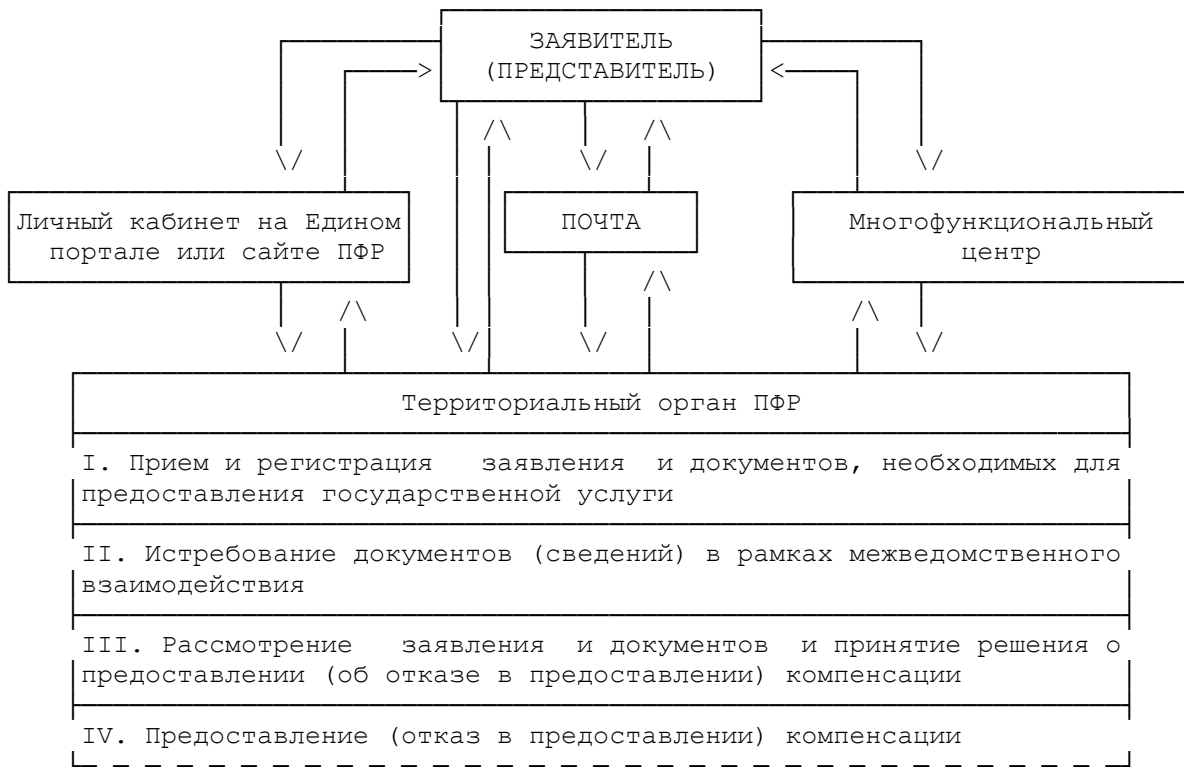 ЗАЯВИТЕЛЬ
(ПРЕДСТАВИТЕЛЬ)
Личный кабинет на Едином
портале или сайте ПФР
ПОЧТА
Многофункциональный
центр
Территориальный орган ПФР
I. Прием и регистрация заявления и документов, необходимых для
предоставления государственной услуги
II. Истребование документов (сведений) в рамках межведомственного
взаимодействия
III. Рассмотрение заявления и документов и принятие решения о
предоставлении (об отказе в предоставлении) компенсации
IV. Предоставление (отказ в предоставлении) компенсации